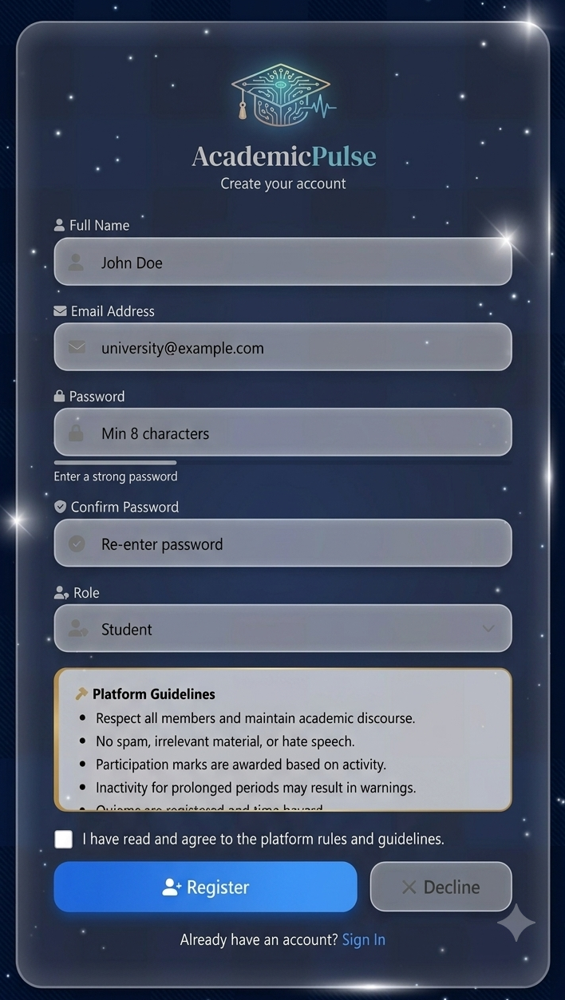 AcademicPulse
Create your account
Full Name
John Doe
Email Address
university@example.com
Password
Min 8 characters
Enter a strong password
Confirm Password
Re-enter password
Role
Student
Platform Guidelines
• Respect all members and maintain academic discourse.
• No spam, irrelevant material, or hate speech.
• Participation marks are awarded based on activity.
• Inactivity for prolonged periods may result in warnings.
• are registered and
I have read and agree to the platform rules and guidelines.
Register
Decline
Already have an account? Sign In